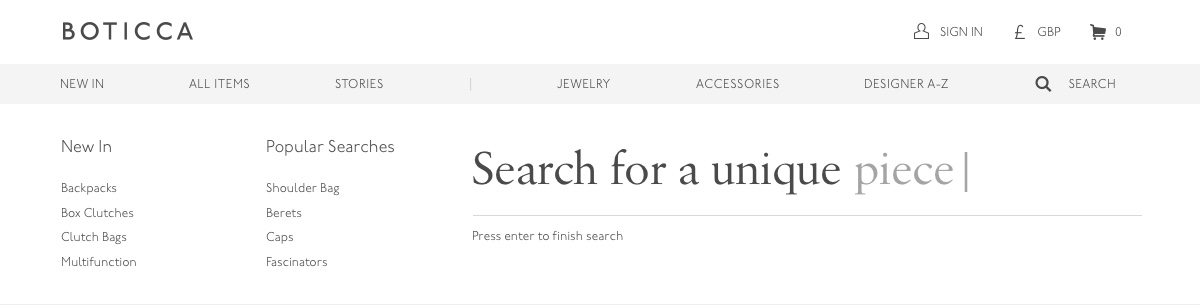 BOTICCA
SIGN IN £ GBP 0
NEW IN ALL ITEMS STORIES | JEWELRY ACCESSORIES DESIGNER A-Z SEARCH
New In
Backpacks
Box Clutches
Clutch Bags
Multifunction
Popular Searches
Shoulder Bag
Berets
Caps
Fascinators
Search for a unique piece|
Press enter to finish search